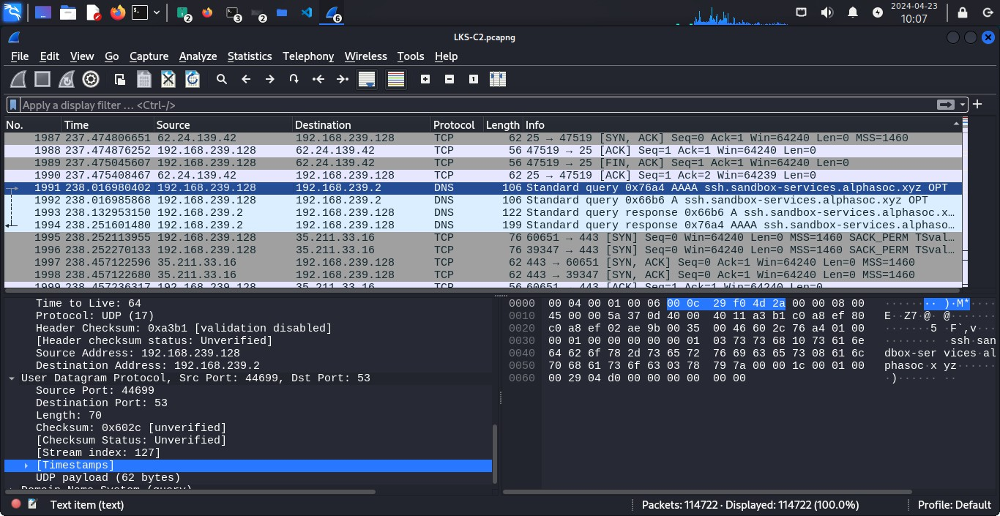 2
3
2
6
2024-04-23
10:07
LKS-C2.pcapng
File Edit View Go Capture Analyze Statistics Telephony Wireless Tools Help
Apply a display filter … <Ctrl-/>
No. Time Source Destination Protocol Length Info
1987 237.474806651 62.24.139.42 192.168.239.128 TCP 62 25 → 47519 [SYN, ACK] Seq=0 Ack=1 Win=64240 Len=0 MSS=1460
1988 237.474876252 192.168.239.128 62.24.139.42 TCP 56 47519 → 25 [ACK] Seq=1 Ack=1 Win=64240 Len=0
1989 237.475045607 192.168.239.128 62.24.139.42 TCP 56 47519 → 25 [FIN, ACK] Seq=1 Ack=1 Win=64240 Len=0
1990 237.475408467 62.24.139.42 192.168.239.128 TCP 62 25 → 47519 [ACK] Seq=1 Ack=2 Win=64239 Len=0
1991 238.016980402 192.168.239.128 192.168.239.2 DNS 106 Standard query 0x76a4 AAAA ssh.sandbox-services.alphasoc.xyz OPT
1992 238.016985868 192.168.239.128 192.168.239.2 DNS 106 Standard query 0x66b6 A ssh.sandbox-services.alphasoc.xyz OPT
1993 238.132953150 192.168.239.2 192.168.239.128 DNS 122 Standard query response 0x66b6 A ssh.sandbox-services.alphasoc.x…
1994 238.251601480 192.168.239.2 192.168.239.128 DNS 199 Standard query response 0x76a4 AAAA ssh.sandbox-services.alphaso…
1995 238.252113955 192.168.239.128 35.211.33.16 TCP 76 60651 → 443 [SYN] Seq=0 Win=64240 Len=0 MSS=1460 SACK_PERM TSval…
1996 238.252270133 192.168.239.128 35.211.33.16 TCP 76 39347 → 443 [SYN] Seq=0 Win=64240 Len=0 MSS=1460 SACK_PERM TSval…
1997 238.457122596 35.211.33.16 192.168.239.128 TCP 62 443 → 60651 [SYN, ACK] Seq=0 Ack=1 Win=64240 Len=0 MSS=1460
1998 238.457122680 35.211.33.16 192.168.239.128 TCP 62 443 → 39347 [SYN, ACK] Seq=0 Ack=1 Win=64240 Len=0 MSS=1460
1999 238.457236317 192.168.239.128 35.211.33.16 TCP 56 60651 → 443 [ACK] Seq=1 Ack=1 Win=64240 Len=0
Time to Live: 64
Protocol: UDP (17)
Header Checksum: 0xa3b1 [validation disabled]
[Header checksum status: Unverified]
Source Address: 192.168.239.128
Destination Address: 192.168.239.2
User Datagram Protocol, Src Port: 44699, Dst Port: 53
Source Port: 44699
Destination Port: 53
Length: 70
Checksum: 0x602c [unverified]
[Checksum Status: Unverified]
[Stream index: 127]
[Timestamps]
UDP payload (62 bytes)
Domain Name System (query)
0000 00 04 00 01 00 06 00 0c 29 f0 4d 2a 00 00 08 00 ········ )·M*····
0010 45 00 00 5a 37 0d 40 00 40 11 a3 b1 c0 a8 ef 80 E··Z7·@· @·······
0020 c0 a8 ef 02 ae 9b 00 35 00 46 60 2c 76 a4 01 00 ·······5 ·F`,v···
0030 00 01 00 00 00 00 00 01 03 73 73 68 10 73 61 6e ········ ·ssh·san
0040 64 62 6f 78 2d 73 65 72 76 69 63 65 73 08 61 6c dbox-ser vices·al
0050 70 68 61 73 6f 63 03 78 79 7a 00 00 1c 00 01 00 phasoc·x yz······
0060 00 29 04 d0 00 00 00 00 00 00 ·)······ ··
Text item (text)
Packets: 114722 · Displayed: 114722 (100.0%)
Profile: Default